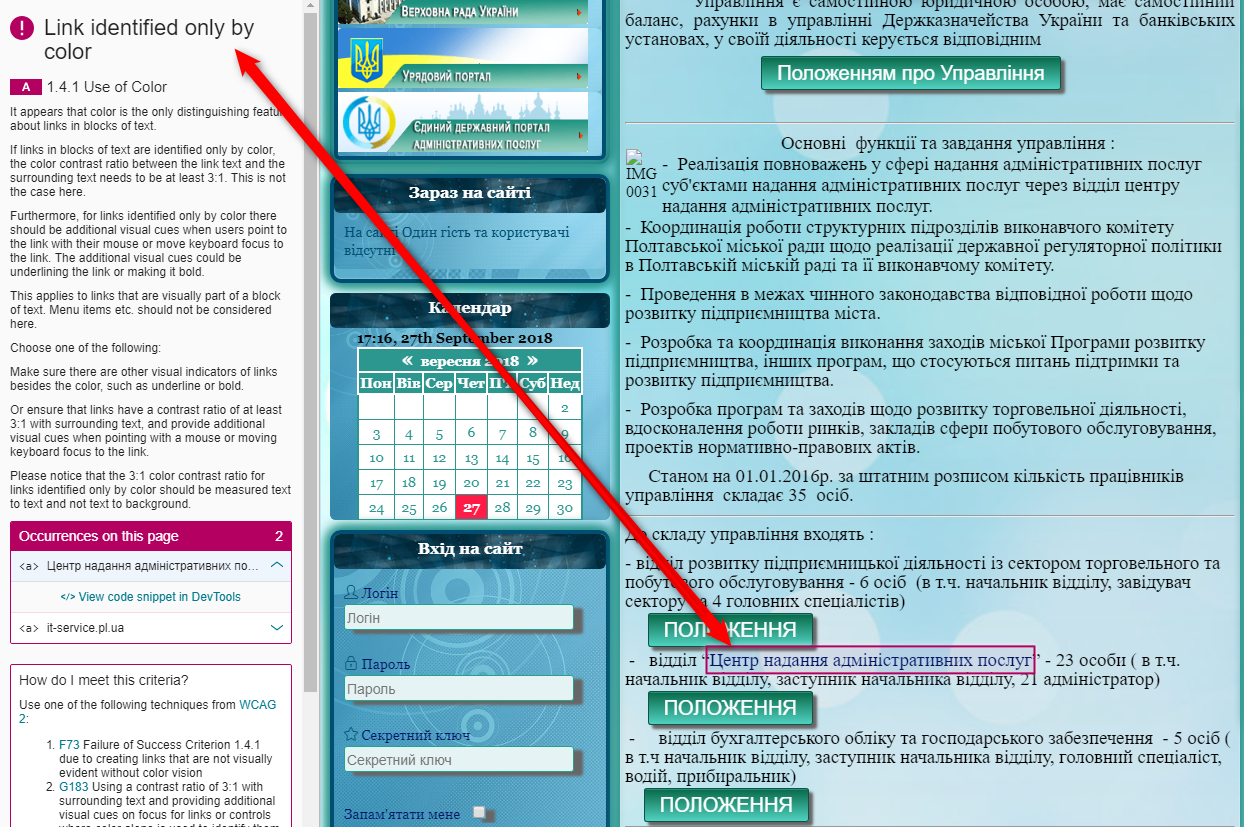 Link identified only by
color
A 1.4.1 Use of Color
It appears that color is the only distinguishing featu
about links in blocks of text.
If links in blocks of text are identified only by color,
the color contrast ratio between the link text and the
surrounding text needs to be at least 3:1. This is not
the case here.
Furthermore, for links identified only by color there
should be additional visual cues when users point to
the link with their mouse or move keyboard focus to
the link. The additional visual cues could be
underlining the link or making it bold.
This applies to links that are visually part of a block
of text. Menu items etc. should not be considered
here.
Choose one of the following:
Make sure there are other visual indicators of links
besides the color, such as underline or bold.
Or ensure that links have a contrast ratio of at least
3:1 with surrounding text, and provide additional
visual cues when pointing with a mouse or moving
keyboard focus to the link.
Please notice that the 3:1 color contrast ratio for
links identified only by color should be measured text
to text and not text to background.
Occurrences on this page 2
<a> Центр надання адміністративних по...
</> View code snippet in DevTools
<a> it-service.pl.ua
How do I meet this criteria?
Use one of the following techniques from WCAG
2:
1. F73 Failure of Success Criterion 1.4.1
due to creating links that are not visually
evident without color vision
2. G183 Using a contrast ratio of 3:1 with
surrounding text and providing additional
visual cues on focus for links or controls
where color alone is used to identify them
Верховна рада України
Урядовий портал
Єдиний державний портал
адміністративних послуг
Зараз на сайті
На сайті Один гість та користувачі
відсутні
Календар
17:16, 27th September 2018
« вересня 2018 »
Пон Вів Сер Чет П'т Суб Нед
2
3 4 5 6 7 8 9
10 11 12 13 14 15 16
17 18 19 20 21 22 23
24 25 26 27 28 29 30
Вхід на сайт
Логін
Логін
Пароль
Пароль
Секретний ключ
Секретний ключ
Запам'ятати мене
Управління є самостійною юридичною особою, має самостійний
баланс, рахунки в управлінні Держказначейства України та банківських
установах, у своїй діяльності керується відповідним
Положенням про Управління
Основні функції та завдання управління :
IMG
0031
- Реалізація повноважень у сфері надання адміністративних послуг
суб'єктами надання адміністративних послуг через відділ центру
надання адміністративних послуг.
- Координація роботи структурних підрозділів виконавчого комітету
Полтавської міської ради щодо реалізації державної регуляторної політики
в Полтавській міській раді та її виконавчому комітету.
- Проведення в межах чинного законодавства відповідної роботи щодо
розвитку підприємництва міста.
- Розробка та координація виконання заходів міської Програми розвитку
підприємництва, інших програм, що стосуються питань підтримки та
розвитку підприємництва.
- Розробка програм та заходів щодо розвитку торговельної діяльності,
вдосконалення роботи ринків, закладів сфери побутового обслуговування,
проектів нормативно-правових актів.
Станом на 01.01.2016р. за штатним розписом кількість працівників
управління складає 35 осіб.
До складу управління входять :
- відділ розвитку підприємницької діяльності із сектором торговельного та
побутового обслуговування - 6 осіб (в т.ч. начальник відділу, завідувач
сектору та 4 головних спеціалістів)
ПОЛОЖЕННЯ
- відділ “Центр надання адміністративних послуг” - 23 особи ( в т.ч.
начальник відділу, заступник начальника відділу, 21 адміністратор)
ПОЛОЖЕННЯ
- відділ бухгалтерського обліку та господарського забезпечення - 5 осіб (
в т.ч начальник відділу, заступник начальника відділу, головний спеціаліст,
водій, прибиральник)
ПОЛОЖЕННЯ